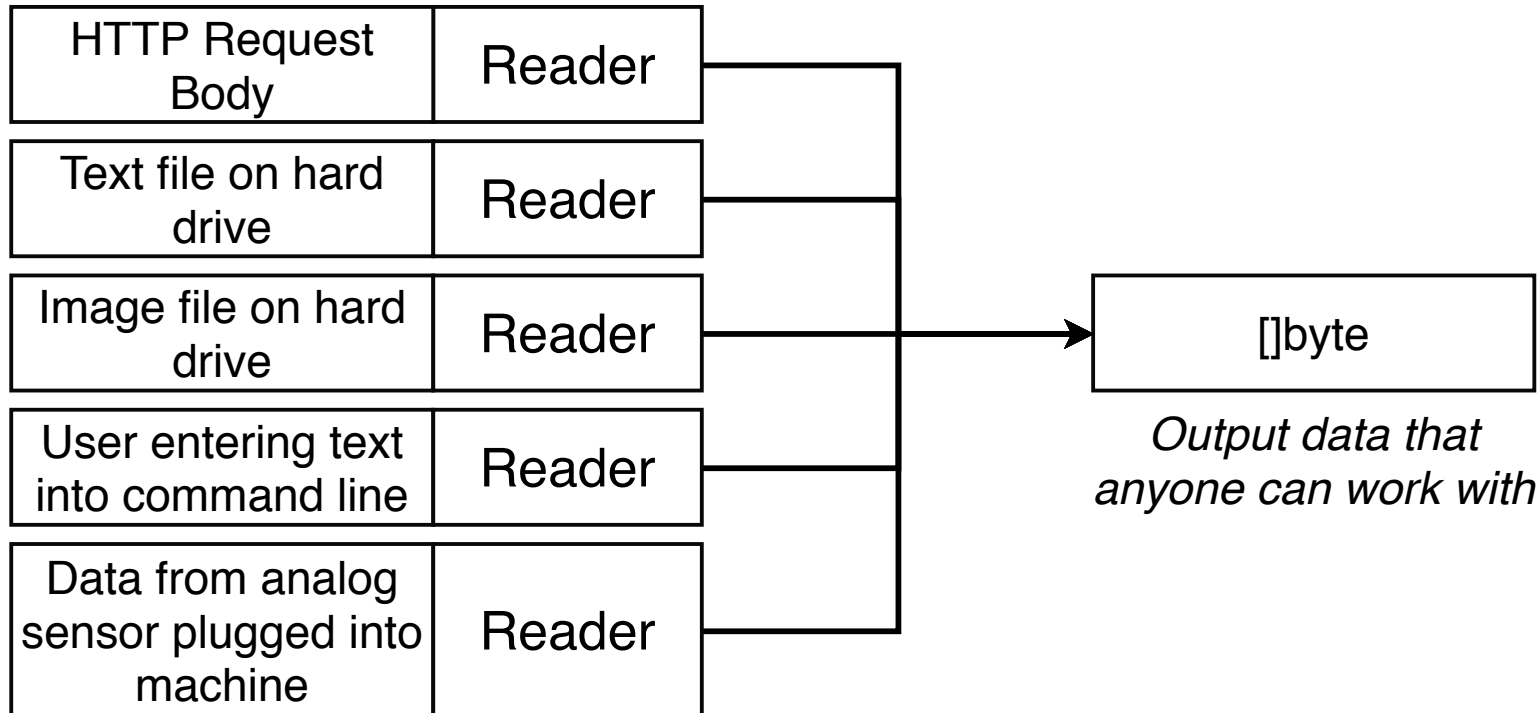 HTTP Request
Body
Reader
Text file on hard
drive
Reader
Image file on hard
drive
Reader
User entering text
into command line
Reader
Data from analog
sensor plugged into
machine
Reader
[]byte
Output data that
anyone can work with